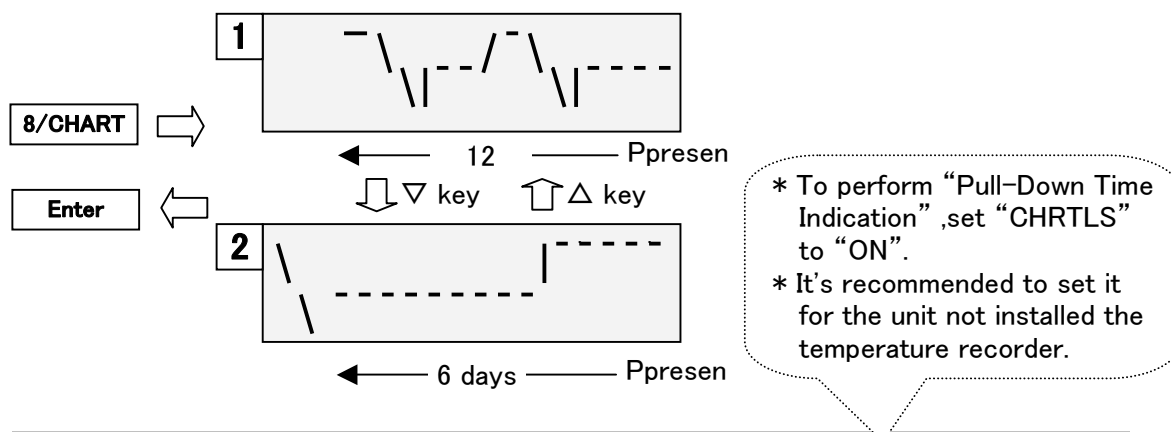 1
8/CHART
12 Ppresen
▽ key △ key
Enter
2
6 days Ppresen
* To perform “Pull-Down Time
Indication” ,set “CHRTLS”
to “ON”.
* It's recommended to set it
for the unit not installed the
temperature recorder.